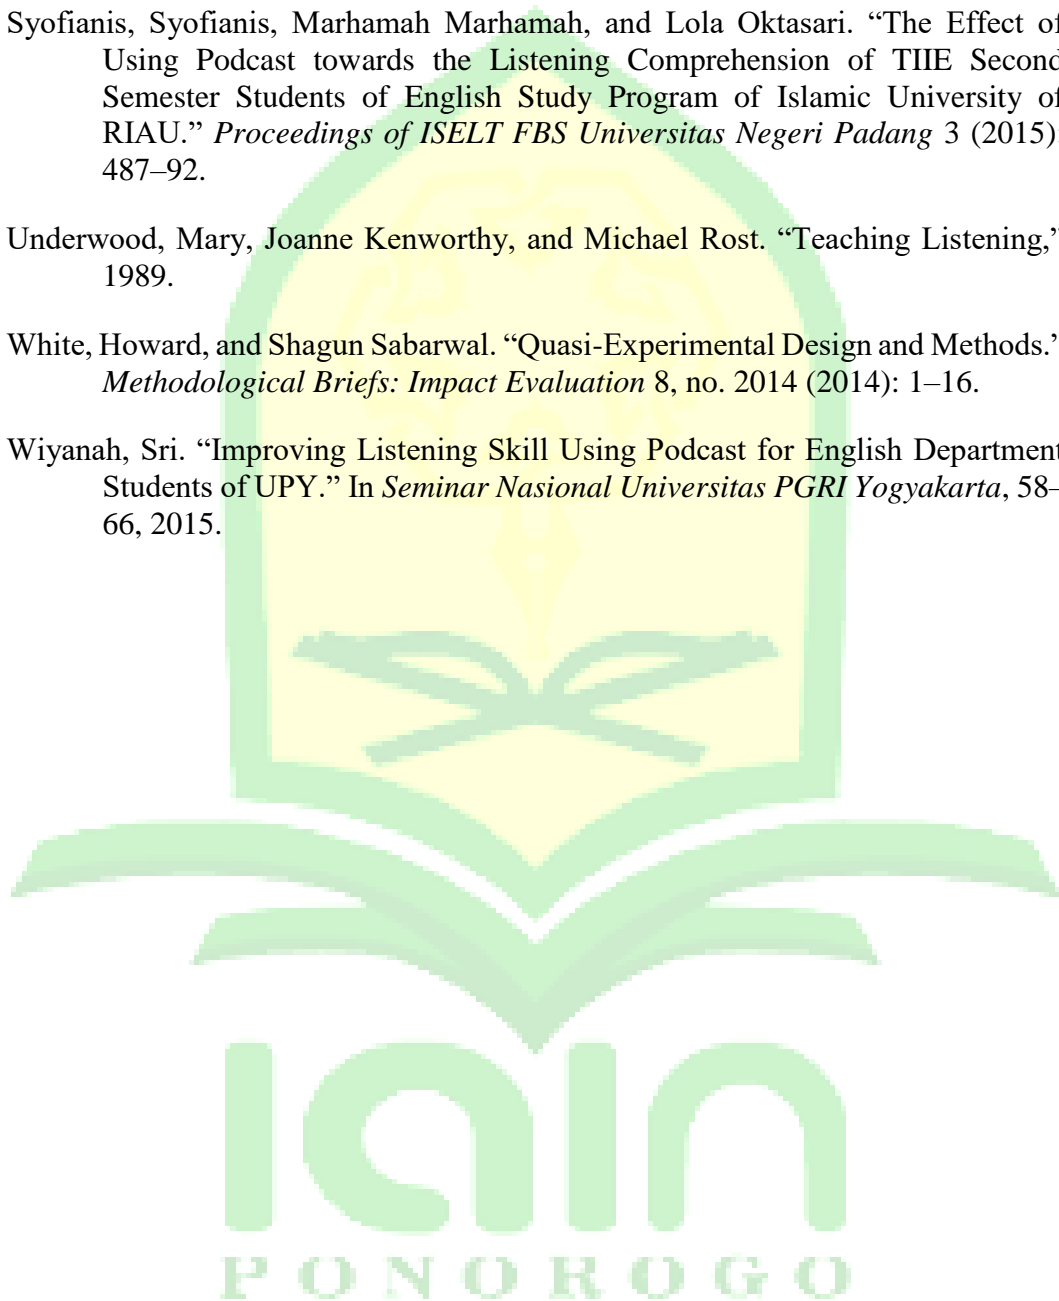 Syofianis, Syofianis, Marhamah Marhamah, and Lola Oktasari. “The Effect of
Using Podcast towards the Listening Comprehension of TIIE Second
Semester Students of English Study Program of Islamic University of
RIAU.” Proceedings of ISELT FBS Universitas Negeri Padang 3 (2015):
487–92.
Underwood, Mary, Joanne Kenworthy, and Michael Rost. “Teaching Listening,”
1989.
White, Howard, and Shagun Sabarwal. “Quasi-Experimental Design and Methods.”
Methodological Briefs: Impact Evaluation 8, no. 2014 (2014): 1–16.
Wiyanah, Sri. “Improving Listening Skill Using Podcast for English Department
Students of UPY.” In Seminar Nasional Universitas PGRI Yogyakarta, 58–
66, 2015.
iain
PONOROGO